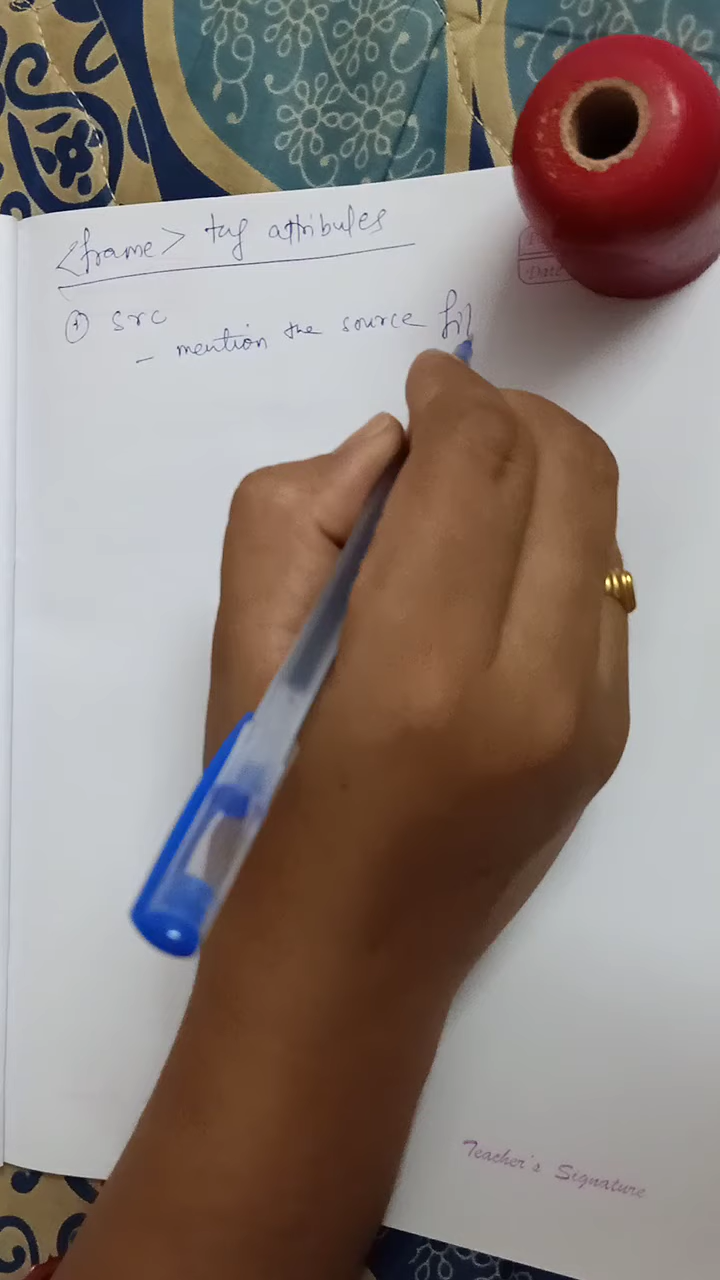 <frame> tag attributes
① src
- mention the source fil
Teacher's Signature